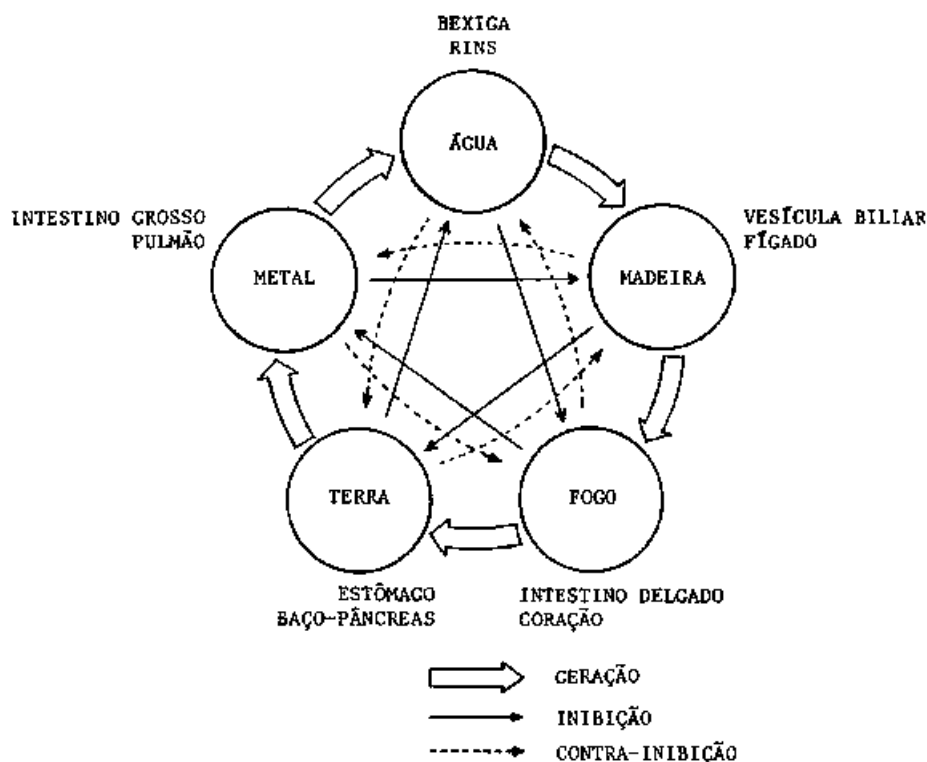 BEXIGA
RINS
ÁGUA
INTESTINO GROSSO
PULMÃO
VESÍCULA BILIAR
FÍGADO
METAL
MADEIRA
TERRA
FOGO
ESTÔMAGO
BAÇO-PÂNCREAS
INTESTINO DELGADO
CORAÇÃO
GERAÇÃO
INIBIÇÃO
CONTRA-INIBIÇÃO